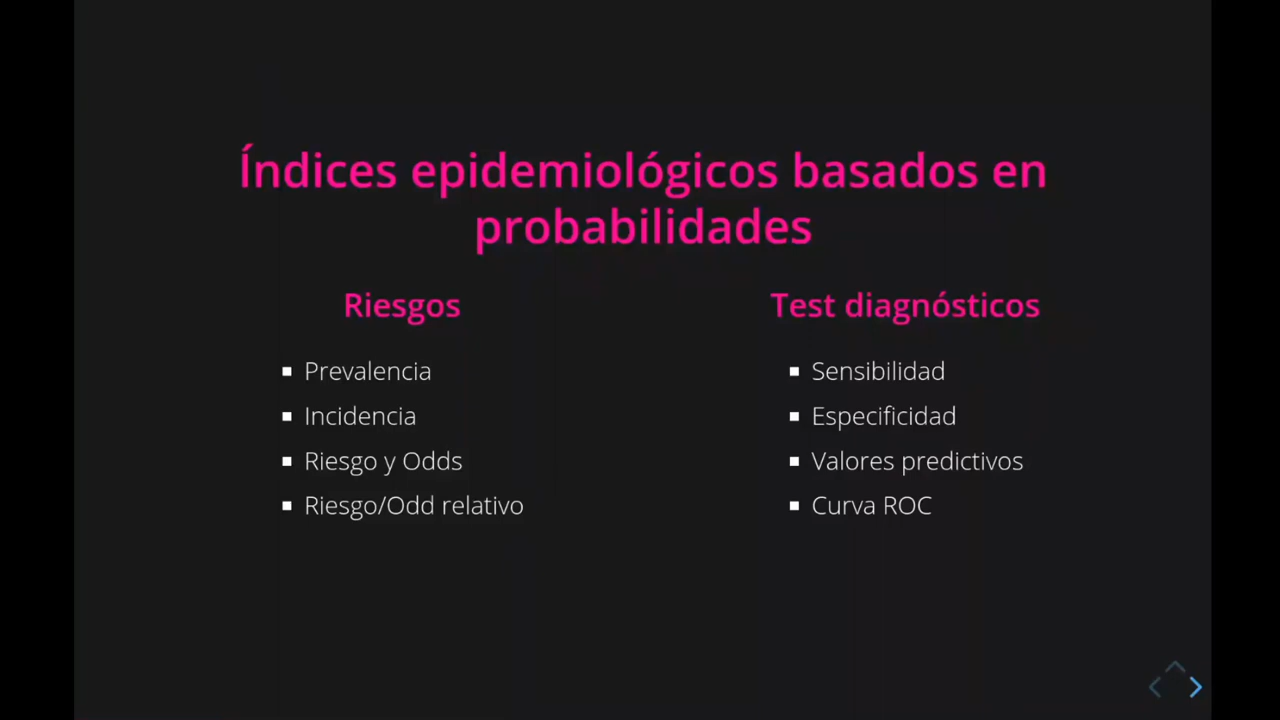 Índices epidemiológicos basados en
probabilidades
Riesgos
Prevalencia
Incidencia
Riesgo y Odds
Riesgo/Odd relativo
Test diagnósticos
Sensibilidad
Especificidad
Valores predictivos
Curva ROC